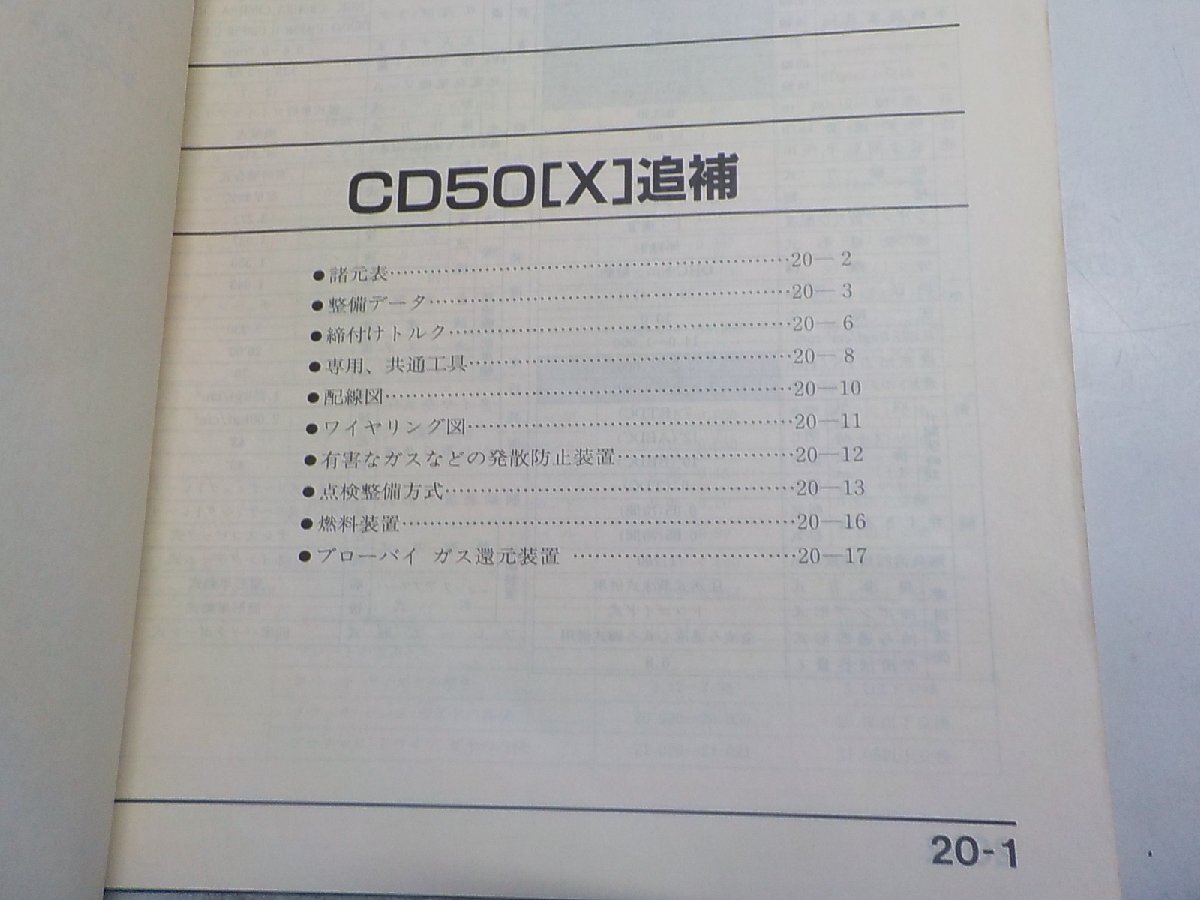 CD50[X]追補
●諸元表……………………………………20—2
●整備データ………………………………20—3
●締付けトルク……………………………20—6
●専用、共通工具…………………………20—8
●配線図……………………………………20—10
●ワイヤリング図…………………………20—11
●有害なガスなどの発散防止装置………20—12
●点検整備方式……………………………20—13
●燃料装置…………………………………20—16
●ブローバイ ガス還元装置 ……………20—17
20-1